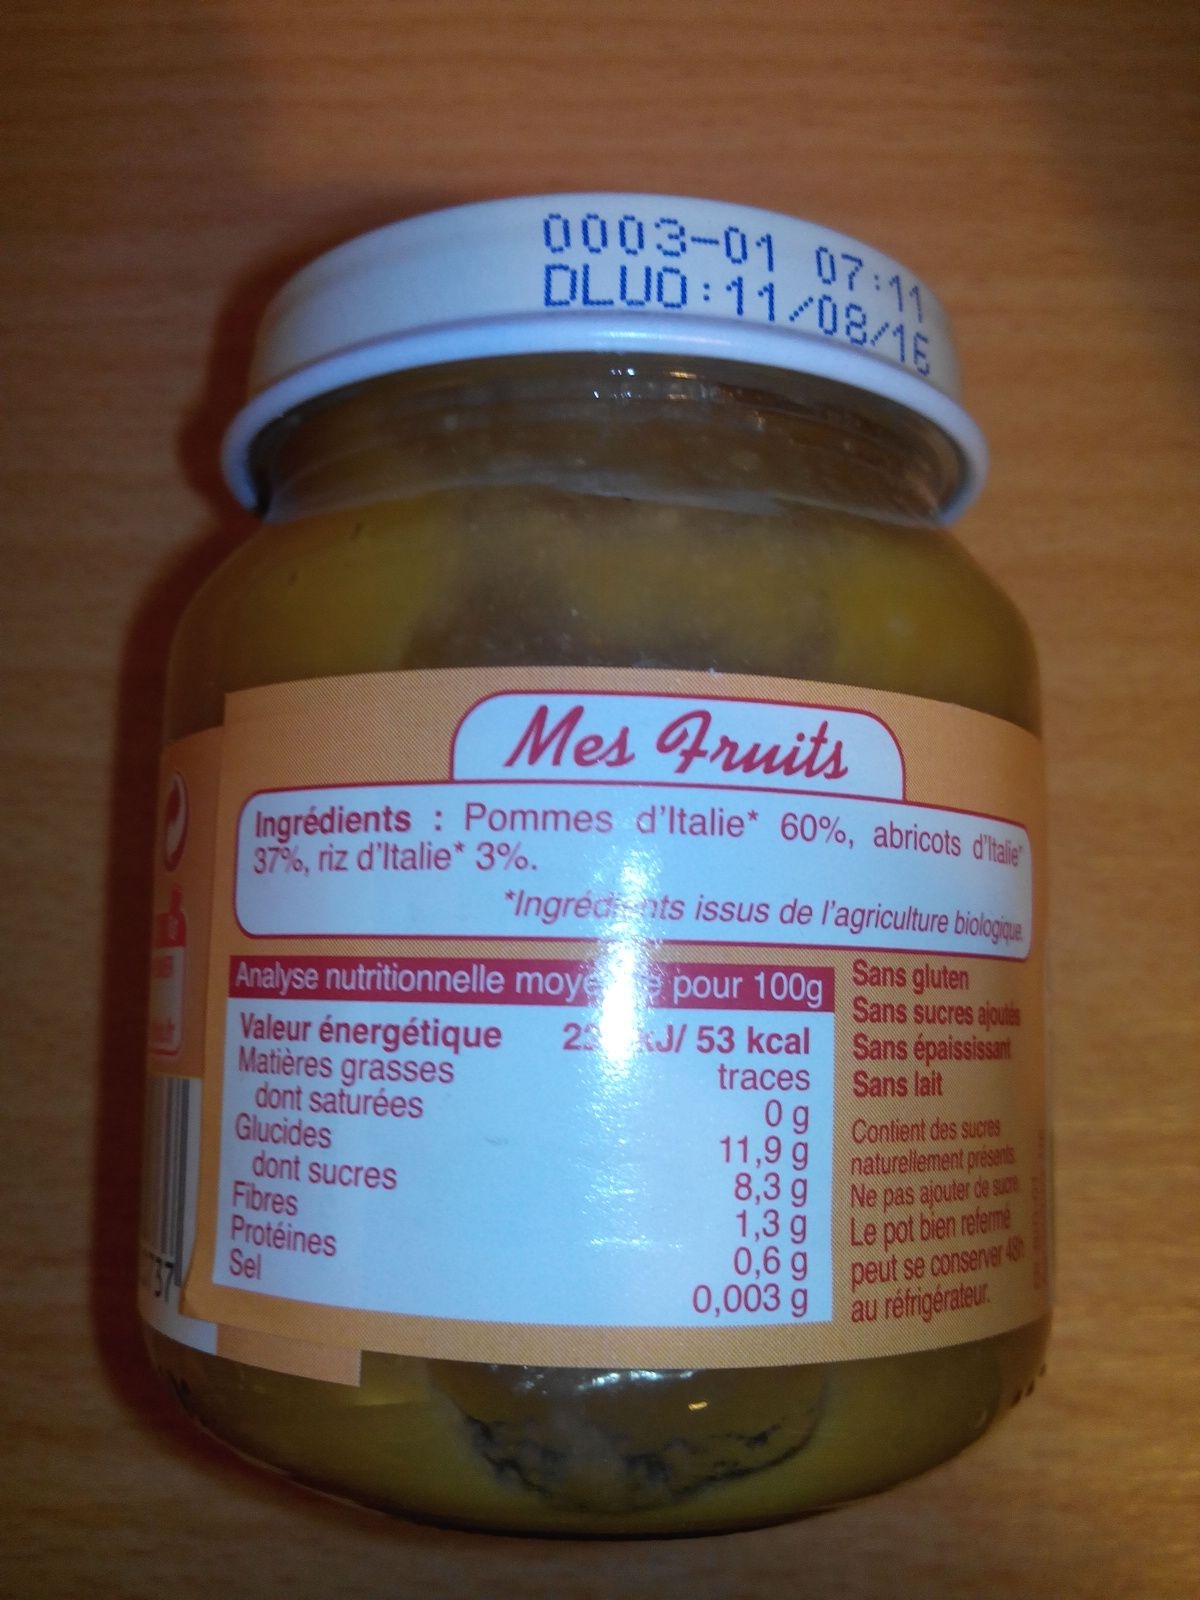 0003-01 07:11
DLUO:11/08/16
Mes Fruits
Ingrédients : Pommes d'Italie* 60%, abricots d'Italie*
37%, riz d'Italie* 3%.
*Ingrédients issus de l'agriculture biologique.
Analyse nutritionnelle moyenne pour 100g
Valeur énergétique kJ/ 53 kcal
Matières grasses traces
dont saturées 0 g
Glucides 11,9 g
dont sucres 8,3 g
Fibres 1,3 g
Protéines 0,6 g
Sel 0,003 g
Sans gluten
Sans sucres ajoutés
Sans épaississant
Sans lait
Contient des sucres
naturellement présents.
Ne pas ajouter de sucre.
Le pot bien refermé
peut se conserver 48h
au réfrigérateur.
737